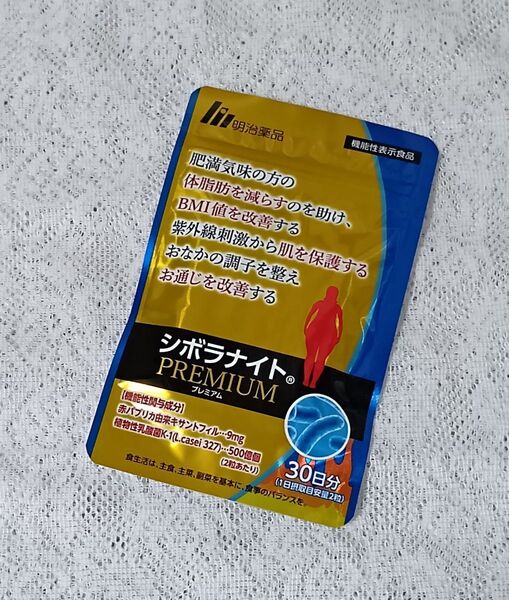 明治薬品
機能性表示食品
肥満気味の方の
体脂肪を減らすのを助け、
BMI値を改善する
紫外線刺激から肌を保護する
おなかの調子を整え
お通じを改善する
シボラナイト®
PREMIUM
プレミアム
【機能性関与成分】
赤パプリカ由来キサントフィル…9mg
植物性乳酸菌K-1(L.casei 327)…500億個
(2粒あたり)
30日分
(1日摂取目安量2粒)
食生活は、主食、主菜、副菜を基本に、食事のバランスを。